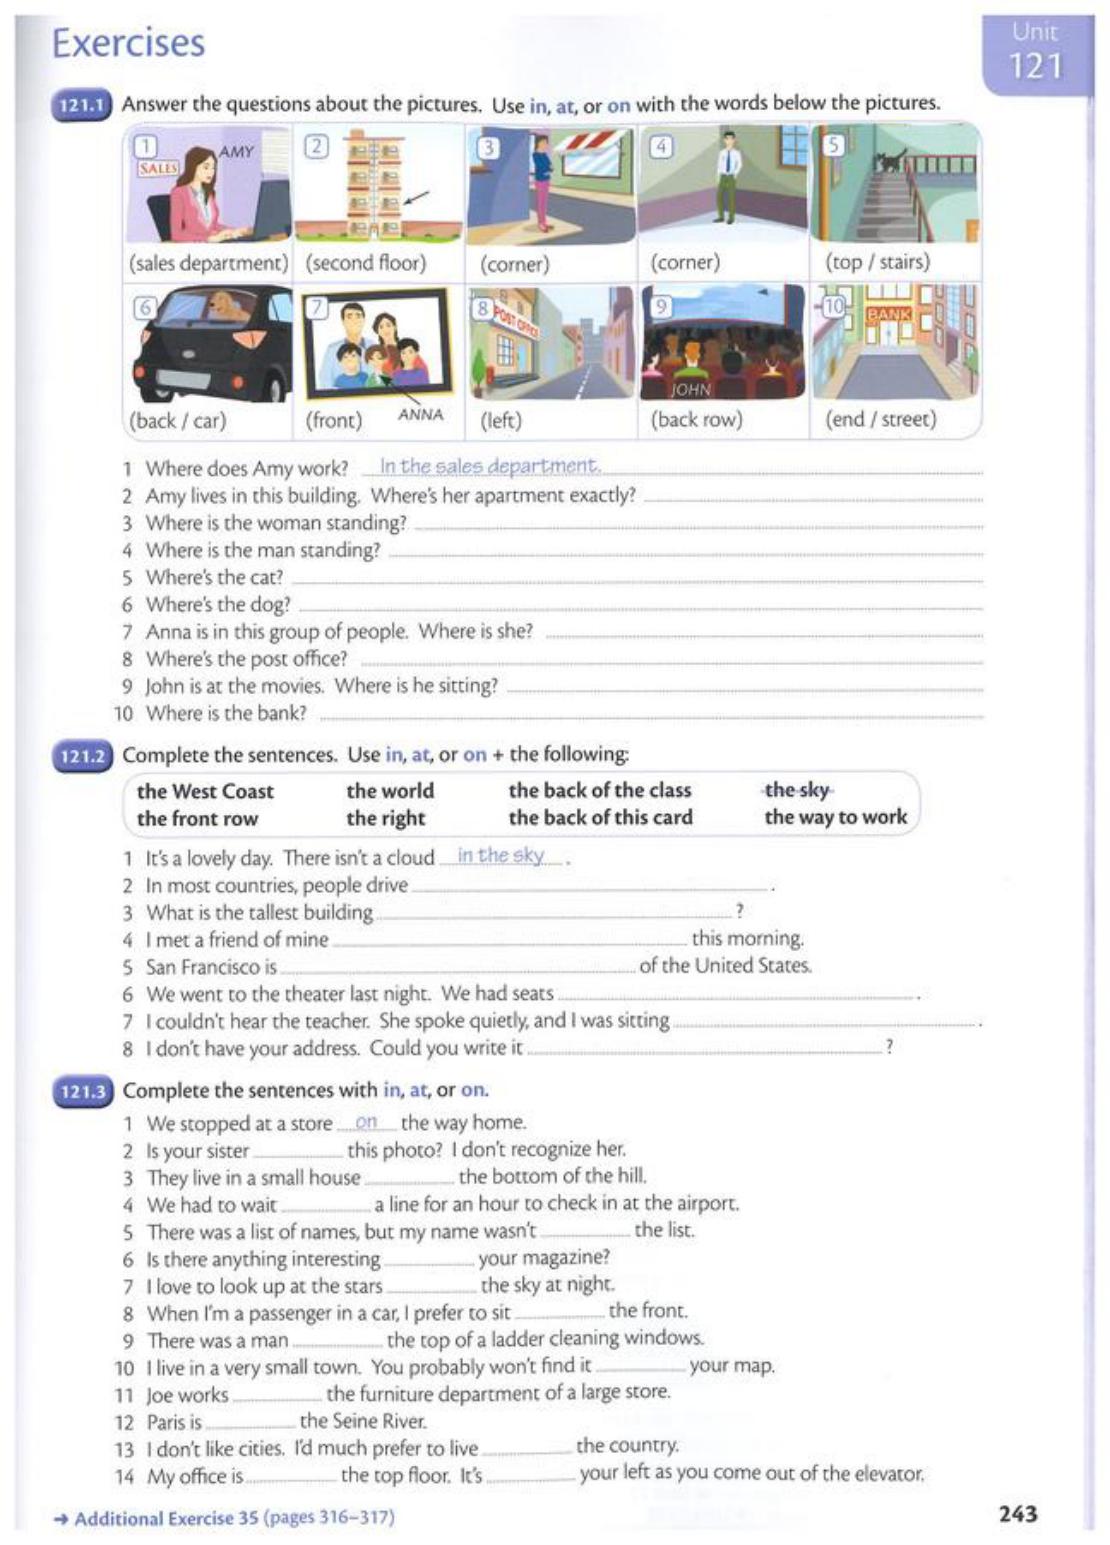 Exercises
Unit
121
121.1 Answer the questions about the pictures. Use in, at, or on with the words below the pictures.
1 SALES AMY
2
3
4
5
(sales department) (second floor) (corner) (corner) (top / stairs)
6
7
8 POST OFFICE
9 JOHN
10 BANK
(back / car) (front) ANNA (left) (back row) (end / street)
1 Where does Amy work? In the sales department.
2 Amy lives in this building. Where's her apartment exactly?
3 Where is the woman standing?
4 Where is the man standing?
5 Where's the cat?
6 Where's the dog?
7 Anna is in this group of people. Where is she?
8 Where's the post office?
9 John is at the movies. Where is he sitting?
10 Where is the bank?
121.2 Complete the sentences. Use in, at, or on + the following:
the West Coast the world the back of the class the sky
the front row the right the back of this card the way to work
1 It's a lovely day. There isn't a cloud in the sky .
2 In most countries, people drive .
3 What is the tallest building ?
4 I met a friend of mine this morning.
5 San Francisco is of the United States.
6 We went to the theater last night. We had seats .
7 I couldn't hear the teacher. She spoke quietly, and I was sitting .
8 I don't have your address. Could you write it ?
121.3 Complete the sentences with in, at, or on.
1 We stopped at a store on the way home.
2 Is your sister this photo? I don't recognize her.
3 They live in a small house the bottom of the hill.
4 We had to wait a line for an hour to check in at the airport.
5 There was a list of names, but my name wasn't the list.
6 Is there anything interesting your magazine?
7 I love to look up at the stars the sky at night.
8 When I'm a passenger in a car, I prefer to sit the front.
9 There was a man the top of a ladder cleaning windows.
10 I live in a very small town. You probably won't find it your map.
11 Joe works the furniture department of a large store.
12 Paris is the Seine River.
13 I don't like cities. I'd much prefer to live the country.
14 My office is the top floor. It's your left as you come out of the elevator.
→ Additional Exercise 35 (pages 316–317)
243